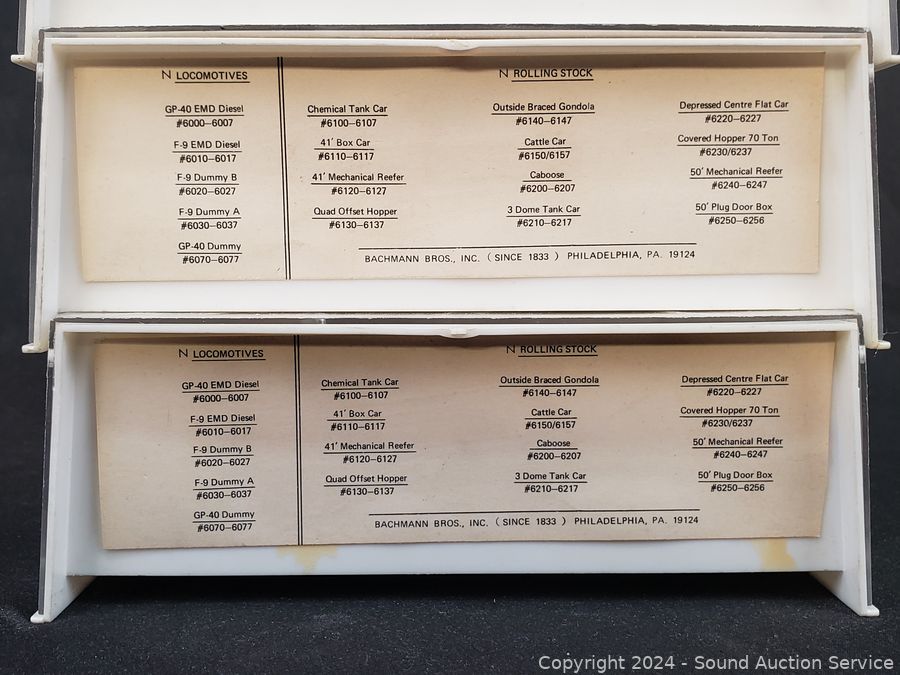 N LOCOMOTIVES
GP-40 EMD Diesel
#6000-6007
F-9 EMD Diesel
#6010-6017
F-9 Dummy B
#6020-6027
F-9 Dummy A
#6030-6037
GP-40 Dummy
#6070-6077
N ROLLING STOCK
Chemical Tank Car
#6100-6107
41' Box Car
#6110-6117
41' Mechanical Reefer
#6120-6127
Quad Offset Hopper
#6130-6137
Outside Braced Gondola
#6140-6147
Cattle Car
#6150/6157
Caboose
#6200-6207
3 Dome Tank Car
#6210-6217
Depressed Centre Flat Car
#6220-6227
Covered Hopper 70 Ton
#6230/6237
50' Mechanical Reefer
#6240-6247
50' Plug Door Box
#6250-6256
BACHMANN BROS., INC. ( SINCE 1833 ) PHILADELPHIA, PA. 19124
N LOCOMOTIVES
GP-40 EMD Diesel
#6000-6007
F-9 EMD Diesel
#6010-6017
F-9 Dummy B
#6020-6027
F-9 Dummy A
#6030-6037
GP-40 Dummy
#6070-6077
N ROLLING STOCK
Chemical Tank Car
#6100-6107
41' Box Car
#6110-6117
41' Mechanical Reefer
#6120-6127
Quad Offset Hopper
#6130-6137
Outside Braced Gondola
#6140-6147
Cattle Car
#6150/6157
Caboose
#6200-6207
3 Dome Tank Car
#6210-6217
Depressed Centre Flat Car
#6220-6227
Covered Hopper 70 Ton
#6230/6237
50' Mechanical Reefer
#6240-6247
50' Plug Door Box
#6250-6256
BACHMANN BROS., INC. ( SINCE 1833 ) PHILADELPHIA, PA. 19124
Copyright 2024 - Sound Auction Service